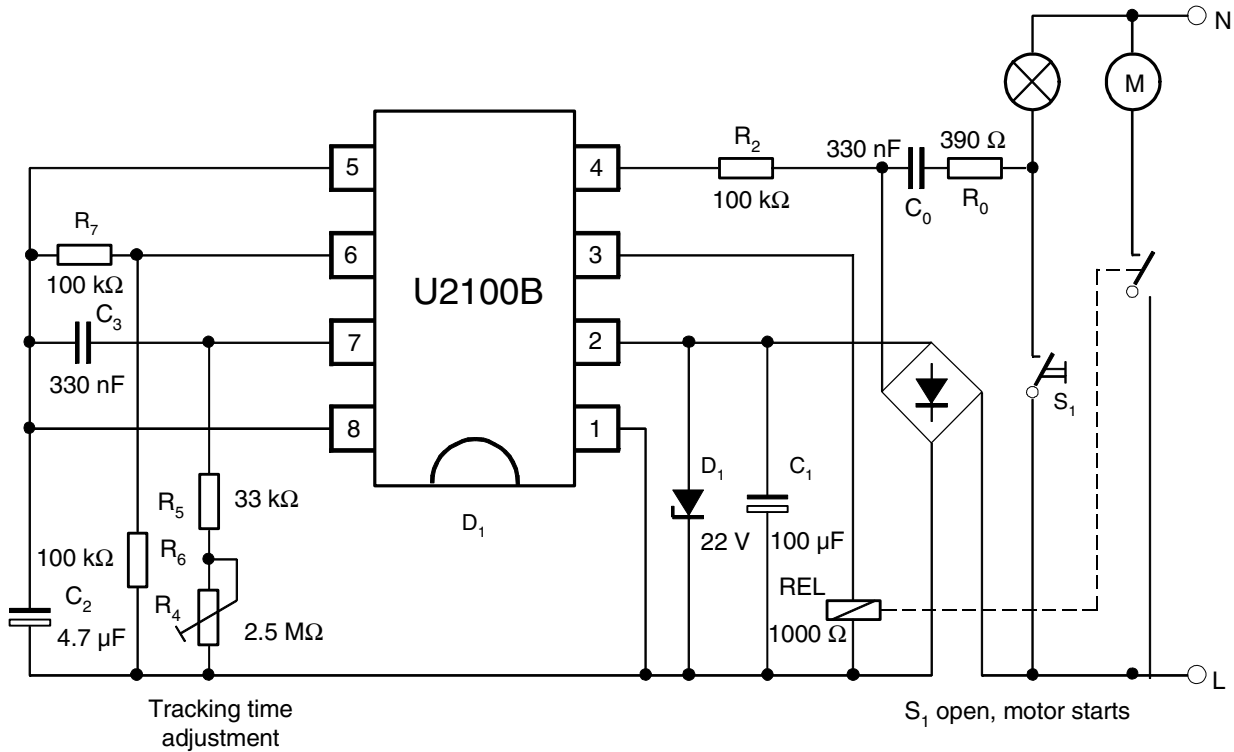 N
M
R2
330 nF
390 Ω
5
4
100 kΩ
C0
R0
R7
6
3
100 kΩ
U2100B
C3
7
2
330 nF
S1
8
1
D1
C1
R5
33 kΩ
D1
100 kΩ
R6
22 V
100 µF
C2
R4
REL
4.7 µF
2.5 MΩ
1000 Ω
L
Tracking time
adjustment
S1 open, motor starts